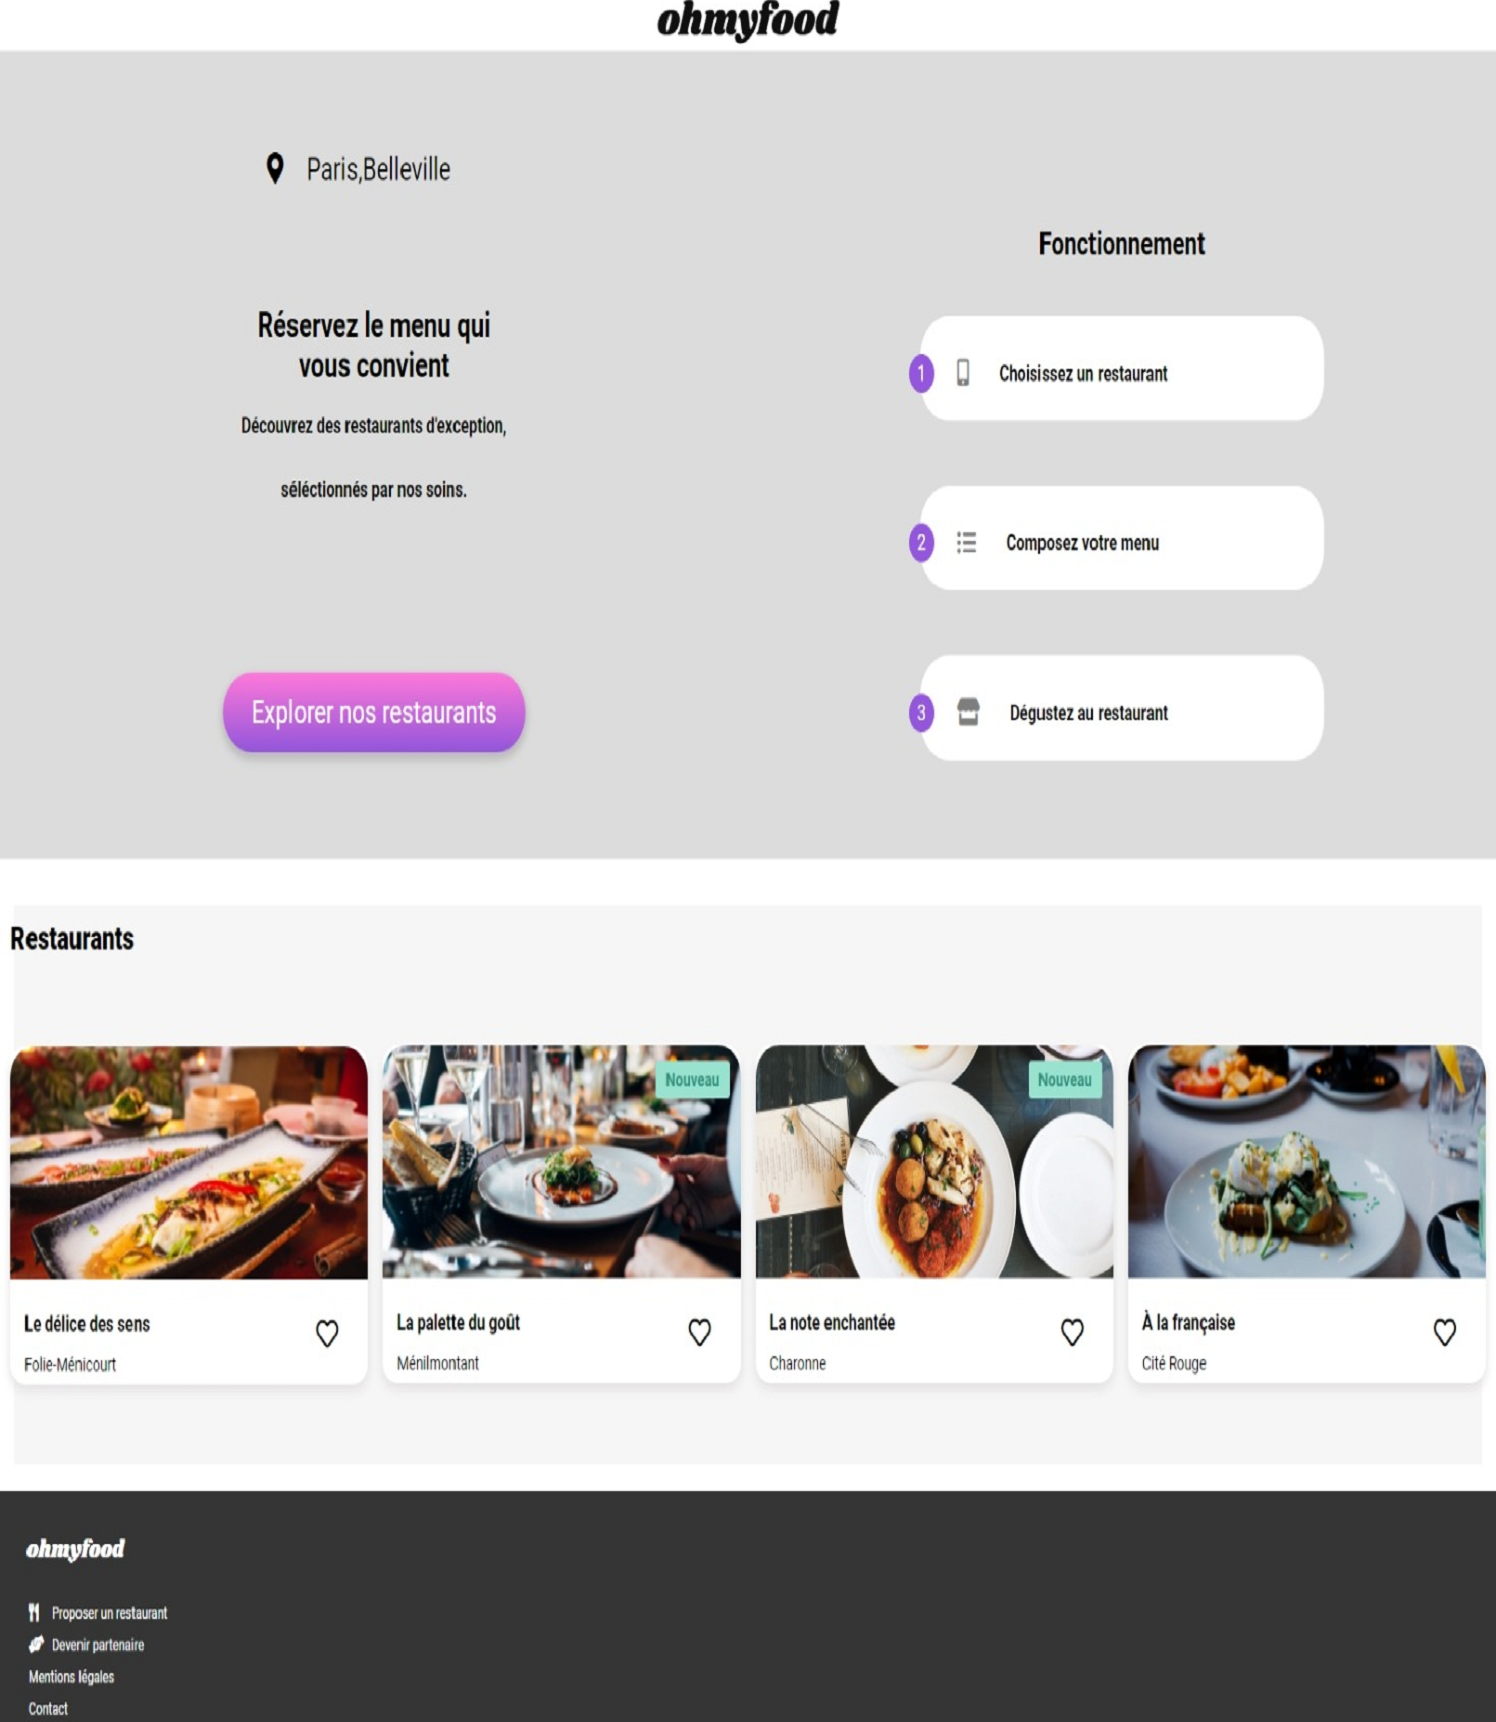 ohmyfood
Paris,Belleville
Réservez le menu qui
vous convient
Découvrez des restaurants d'exception,
séléctionnés par nos soins.
Explorer nos restaurants
Fonctionnement
1 Choisissez un restaurant
2 Composez votre menu
3 Dégustez au restaurant
Restaurants
Nouveau
Nouveau
Le délice des sens
Folie-Ménicourt
La palette du goût
Ménilmontant
La note enchantée
Charonne
À la française
Cité Rouge
ohmyfood
Proposer un restaurant
Devenir partenaire
Mentions légales
Contact